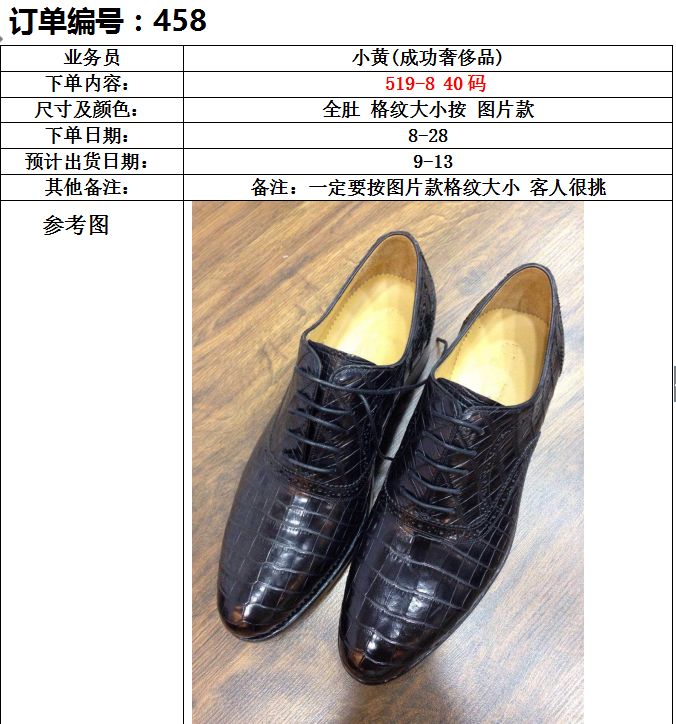 订单编号：458
业务员 小黄(成功奢侈品)
下单内容： 519-8 40码
尺寸及颜色： 全肚 格纹大小按 图片款
下单日期： 8-28
预计出货日期： 9-13
其他备注： 备注：一定要按图片款格纹大小 客人很挑
参考图